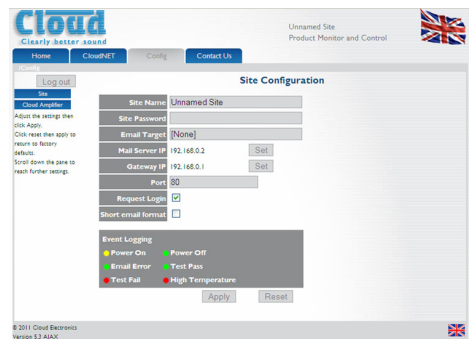 Cloud
Clearly better sound
Unnamed Site
Product Monitor and Control
Home
CloudNET
Config
Contact Us
/Config
Log out
Site
Cloud Amplifier
Adjust the settings then
click Apply.
Click reset then apply to
return to factory
defaults.
Scroll down the pane to
reach further settings.
Site Configuration
Site Name Unnamed Site
Site Password
Email Target [None]
Mail Server IP 192.168.0.2 Set
Gateway IP 192.168.0.1 Set
Port 80
Request Login
Short email format
Event Logging
Power On Power Off
Email Error Test Pass
Test Fail High Temperature
Apply Reset
© 2011 Cloud Electronics
Version 5.3 AJAX